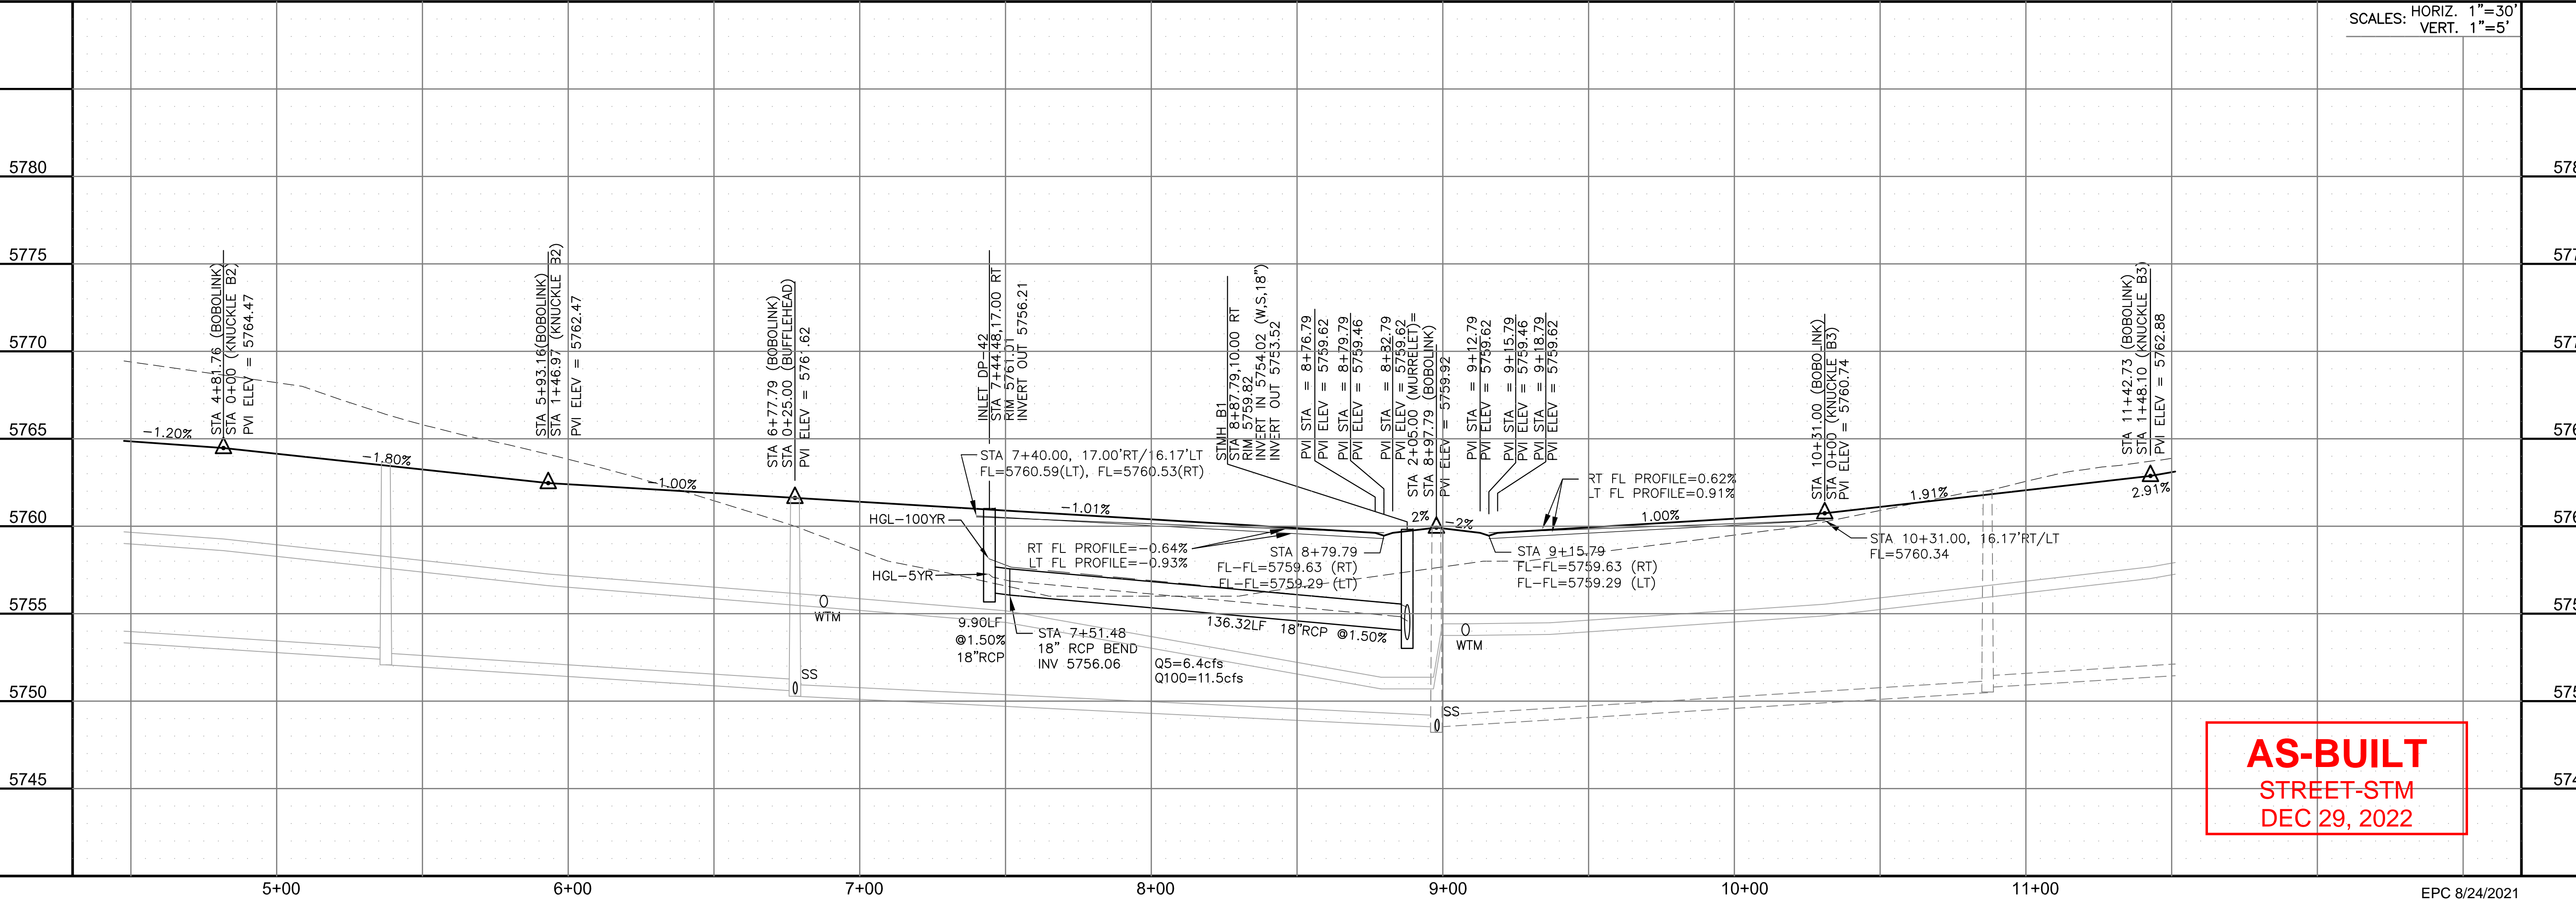 SCALES: HORIZ. 1"=30'
VERT. 1"=5'
5780
5775
5770
5765
5760
5755
5750
5745
STA 4+81.76 (BOBOLINK)
STA 0+00 (KNUCKLE B2)
PVI ELEV = 5764.47
STA 5+93.16(BOBOLINK)
STA 1+46.97 (KNUCKLE B2)
PVI ELEV = 5762.47
STA 6+77.79 (BOBOLINK)
STA 0+25.00 (BUFFLEHEAD)
PVI ELEV = 5761.62
INLET DP-42
STA 7+44.48,17.00 RT
RIM 5761.01
INVERT OUT 5756.21
STMH B1
STA 8+87.79,10.00 RT
RIM 5759.82
INVERT IN 5754.02 (W,S,18")
INVERT OUT 5753.52
PVI STA = 8+76.79
PVI ELEV = 5759.62
PVI STA = 8+79.79
PVI ELEV = 5759.46
PVI STA = 8+82.79
PVI ELEV = 5759.62
STA 2+05.00 (MURRELET)=
STA 8+97.79 (BOBOLINK)
PVI ELEV = 5759.92
PVI STA = 9+12.79
PVI ELEV = 5759.62
PVI STA = 9+15.79
PVI ELEV = 5759.46
PVI STA = 9+18.79
PVI ELEV = 5759.62
STA 10+31.00 (BOBOLINK)
STA 0+00 (KNUCKLE B3)
PVI ELEV = 5760.74
STA 11+42.73 (BOBOLINK)
STA 1+48.10 (KNUCKLE B3)
PVI ELEV = 5762.88
-1.20%
-1.80%
-1.00%
STA 7+40.00, 17.00'RT/16.17'LT
FL=5760.59(LT), FL=5760.53(RT)
-1.01%
2%
-2%
RT FL PROFILE=0.62%
LT FL PROFILE=0.91%
1.00%
1.91%
2.91%
HGL-100YR
HGL-5YR
RT FL PROFILE=-0.64%
LT FL PROFILE=-0.93%
STA 8+79.79
FL-FL=5759.63 (RT)
FL-FL=5759.29 (LT)
STA 9+15.79
FL-FL=5759.63 (RT)
FL-FL=5759.29 (LT)
STA 10+31.00, 16.17'RT/LT
FL=5760.34
WTM
9.90LF
@1.50%
18"RCP
STA 7+51.48
18" RCP BEND
INV 5756.06
136.32LF 18"RCP @1.50%
Q5=6.4cfs
Q100=11.5cfs
WTM
SS
SS
AS-BUILT
STREET-STM
DEC 29, 2022
5+00
6+00
7+00
8+00
9+00
10+00
11+00
EPC 8/24/2021